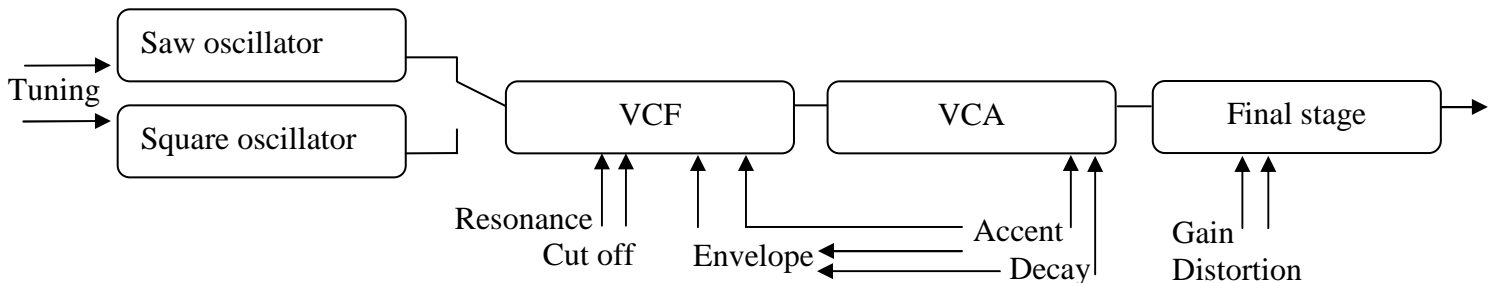 Saw oscillator
Tuning
Square oscillator
VCF
VCA
Final stage
Resonance
Cut off
Envelope
Accent
Decay
Gain
Distortion